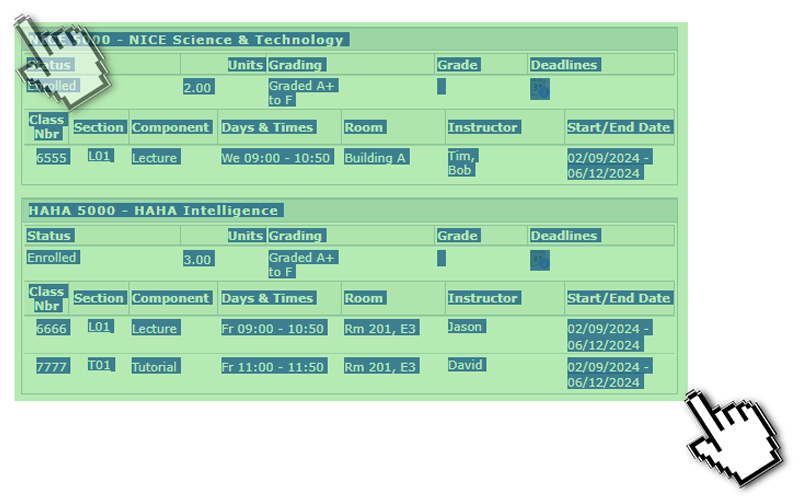 NICE 5000 - NICE Science & Technology
Status Units Grading Grade Deadlines
Enrolled 2.00 Graded A+
to F
Class
Nbr Section Component Days & Times Room Instructor Start/End Date
6555 L01 Lecture We 09:00 - 10:50 Building A Tim,
Bob 02/09/2024 -
06/12/2024
HAHA 5000 - HAHA Intelligence
Status Units Grading Grade Deadlines
Enrolled 3.00 Graded A+
to F
Class
Nbr Section Component Days & Times Room Instructor Start/End Date
6666 L01 Lecture Fr 09:00 - 10:50 Rm 201, E3 Jason 02/09/2024 -
06/12/2024
7777 T01 Tutorial Fr 11:00 - 11:50 Rm 201, E3 David 02/09/2024 -
06/12/2024